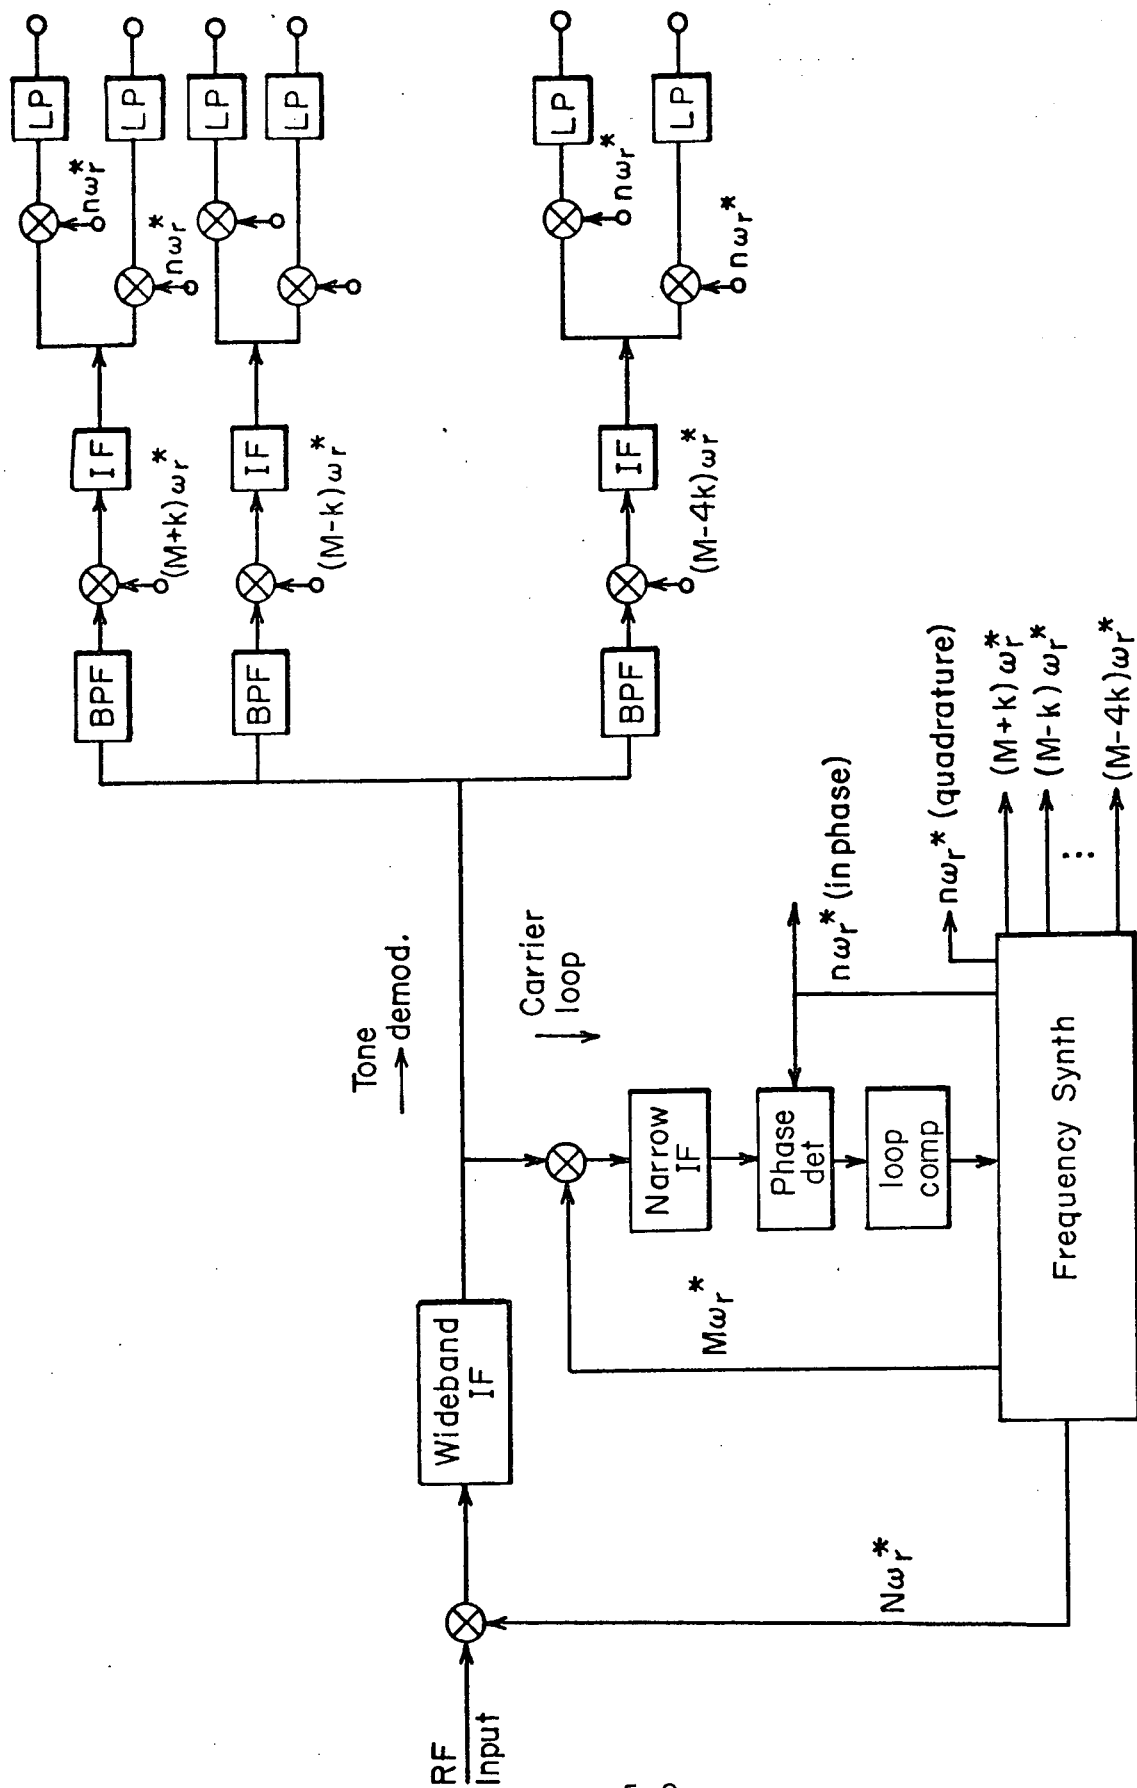 RF
Input
Nωr*
Wideband
IF
Mωr*
Tone
demod.
Carrier
loop
Narrow
IF
Phase
det
loop
comp
Frequency Synth
nωr* (in phase)
nωr* (quadrature)
(M+k)ωr*
(M-k)ωr*
⋮
(M-4k)ωr*
BPF
(M+k)ωr*
IF
nωr*
LP
nωr*
LP
BPF
(M-k)ωr*
IF
LP
LP
BPF
(M-4k)ωr*
IF
nωr*
LP
nωr*
LP